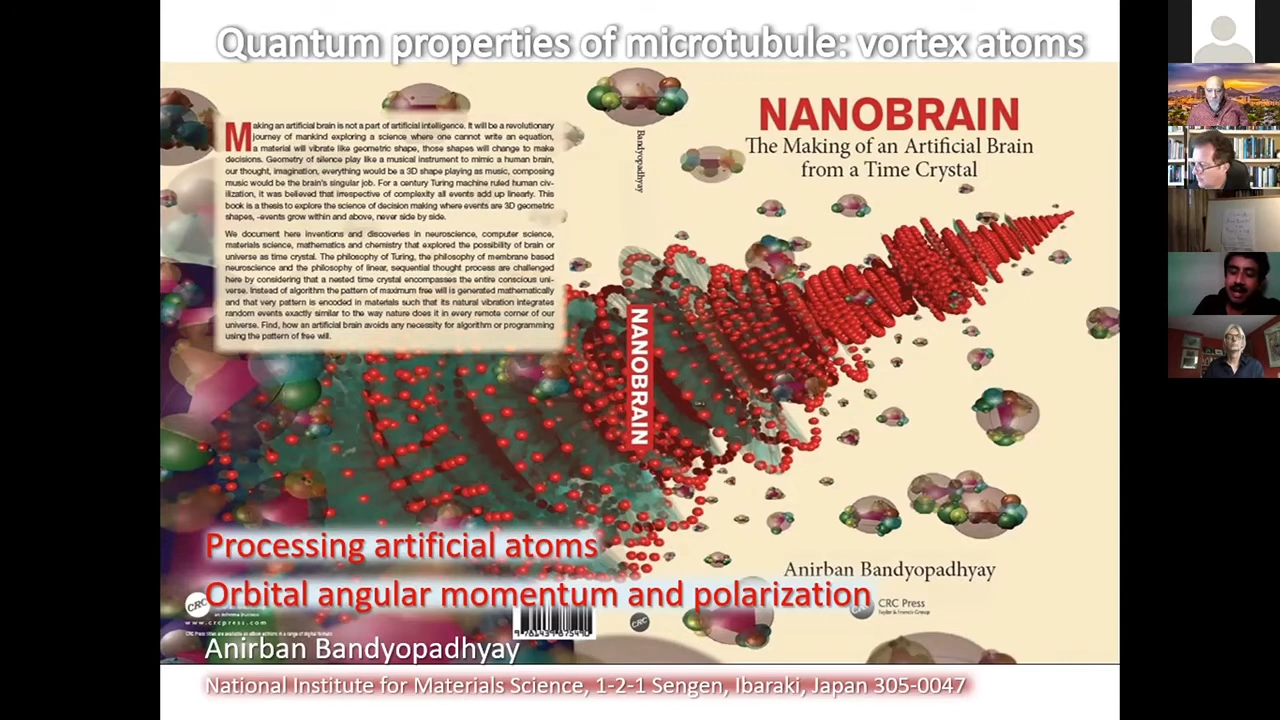 Quantum properties of microtubule: vortex atoms
Making an artificial brain is not a part of artificial intelligence. It will be a revolutionary
journey of mankind exploring a science where one cannot write an equation,
a material will vibrate like geometric shape, those shapes will change to make
decisions. Geometry of silence play like a musical instrument to mimic a human brain,
our thought, imagination, everything would be a 3D shape playing as music, composing
music would be the brain's singular job. For a century Turing machine ruled human civ-
ilization, it was believed that irrespective of complexity all events add up linearly. This
book is a thesis to explore the science of decision making where events are 3D geometric
shapes, -events grow within and above, never side by side.
We document here inventions and discoveries in neuroscience, computer science,
materials science, mathematics and chemistry that explored the possibility of brain or
universe as time crystal. The philosophy of Turing, the philosophy of membrane based
neuroscience and the philosophy of linear, sequential thought process are challenged
here by considering that a nested time crystal encompasses the entire conscious uni-
verse. Instead of algorithm the pattern of maximum free will is generated mathematically
and that very pattern is encoded in materials such that its natural vibration integrates
random events exactly similar to the way nature does it in every remote corner of our
universe. Find, how an artificial brain avoids any necessity for algorithm or programming
using the pattern of free will.
Bandyopadhyay
NANOBRAIN
NANOBRAIN
The Making of an Artificial Brain
from a Time Crystal
Anirban Bandyopadhyay
CRC Press
Taylor & Francis Group
Processing artificial atoms
Orbital angular momentum and polarization
CRC
www.crcpress.com
CRC
Anirban Bandyopadhyay
National Institute for Materials Science, 1-2-1 Sengen, Ibaraki, Japan 305-0047